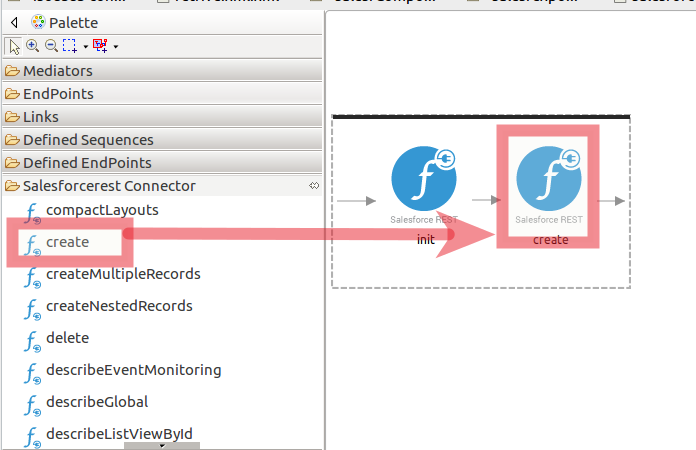 Palette
Mediators
EndPoints
Links
Defined Sequences
Defined EndPoints
Salesforcerest Connector
compactLayouts
create
createMultipleRecords
createNestedRecords
delete
describeEventMonitoring
describeGlobal
describeListViewById
Salesforce REST
init
Salesforce REST
create